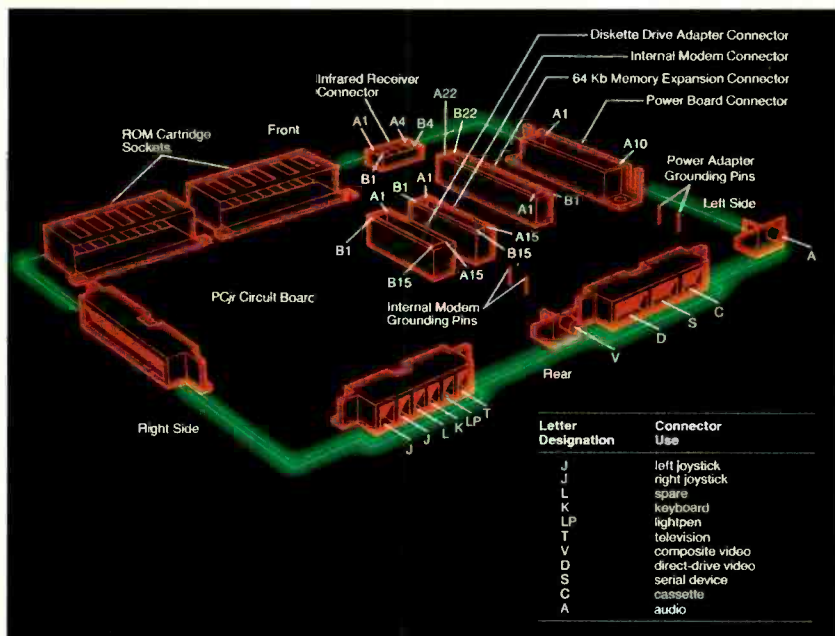 Diskette Drive Adapter Connector
Internal Modem Connector
64 Kb Memory Expansion Connector
Power Board Connector
Infrared Receiver
Connector
A22
B22
A1
A1
A4
B4
B1
A10
ROM Cartridge
Sockets
Front
Power Adapter
Grounding Pins
Left Side
A1
B1
A1
B1
A1
B1
A15
B15
B15
A15
A
PCjr Circuit Board
Internal Modem
Grounding Pins
C
S
D
V
Rear
Right Side
T
LP
K
L
J
J
Letter Designation
Connector Use
J left joystick
J right joystick
L spare
K keyboard
LP lightpen
T television
V composite video
D direct-drive video
S serial device
C cassette
A audio